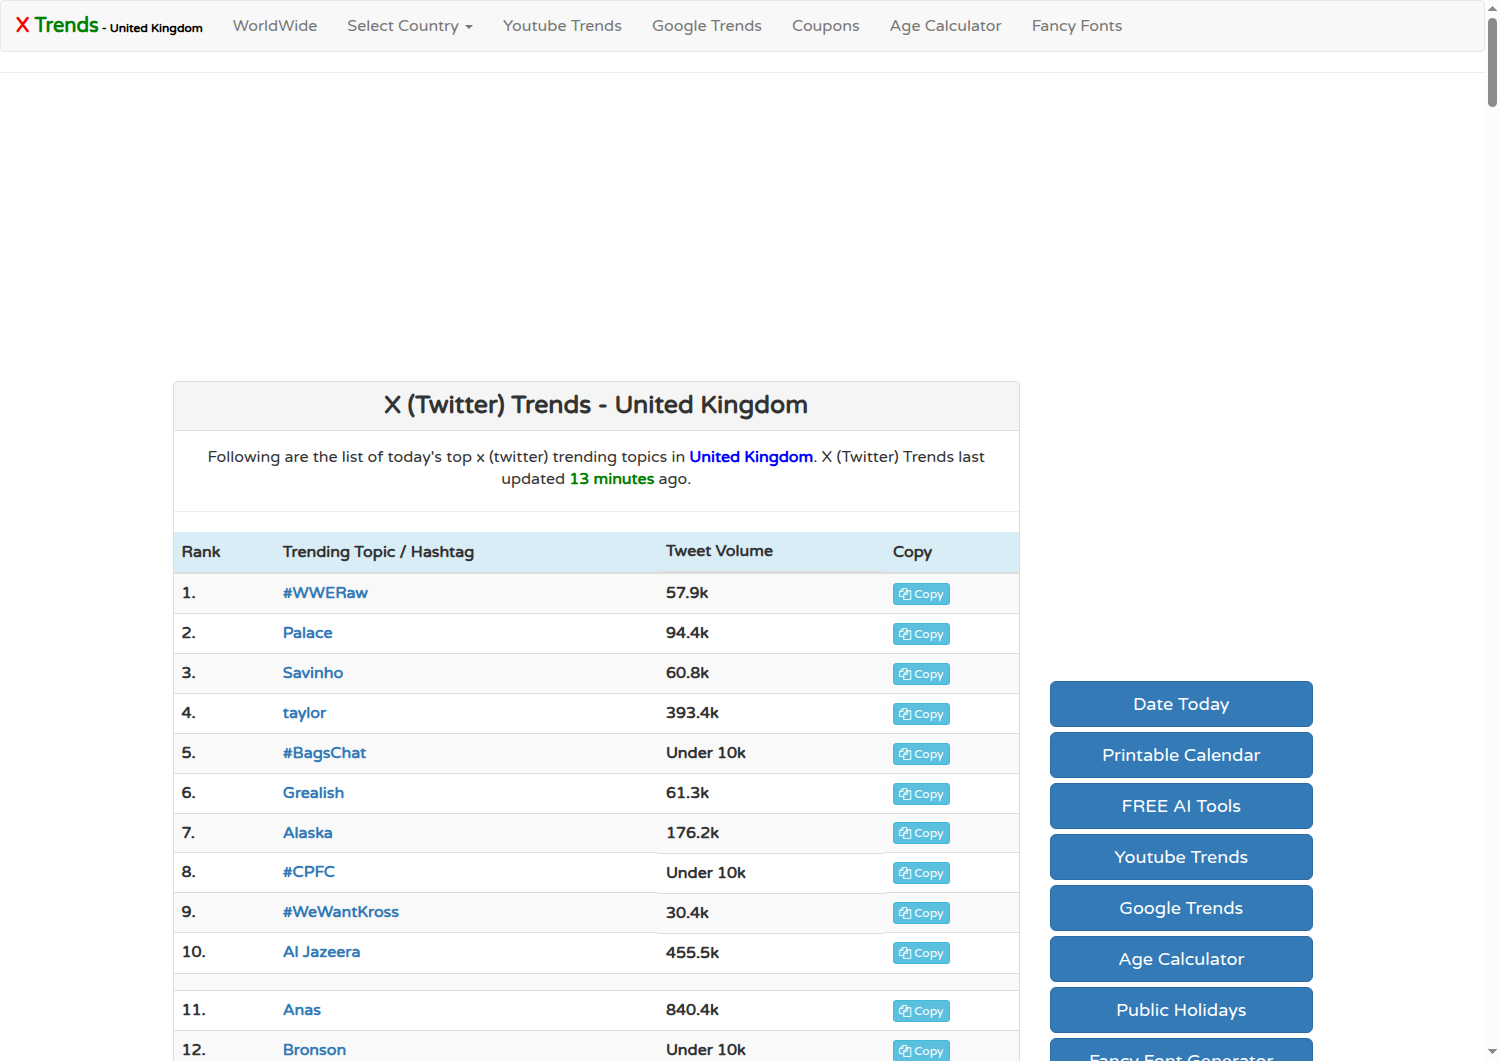 X Trends - United Kingdom WorldWide Select Country Youtube Trends Google Trends Coupons Age Calculator Fancy Fonts
X (Twitter) Trends - United Kingdom
Following are the list of today's top x (twitter) trending topics in United Kingdom. X (Twitter) Trends last
updated 13 minutes ago.
Rank Trending Topic / Hashtag Tweet Volume Copy
1. #WWERaw 57.9k Copy
2. Palace 94.4k Copy
3. Savinho 60.8k Copy
4. taylor 393.4k Copy
5. #BagsChat Under 10k Copy
6. Grealish 61.3k Copy
7. Alaska 176.2k Copy
8. #CPFC Under 10k Copy
9. #WeWantKross 30.4k Copy
10. Al Jazeera 455.5k Copy
11. Anas 840.4k Copy
12. Bronson Under 10k Copy
Date Today
Printable Calendar
FREE AI Tools
Youtube Trends
Google Trends
Age Calculator
Public Holidays
Fancy Font Generator